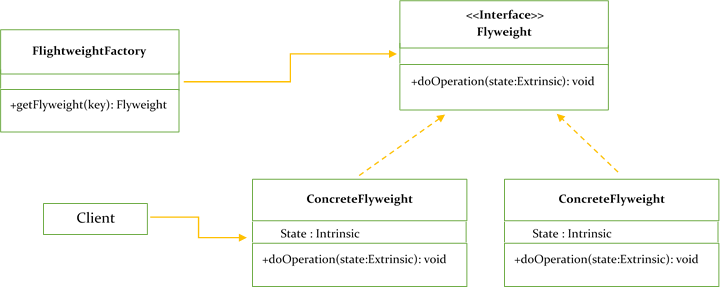 <<Interface>>
Flyweight
+doOperation(state:Extrinsic): void
FlightweightFactory
+getFlyweight(key): Flyweight
Client
ConcreteFlyweight
State : Intrinsic
+doOperation(state:Extrinsic): void
ConcreteFlyweight
State : Intrinsic
+doOperation(state:Extrinsic): void